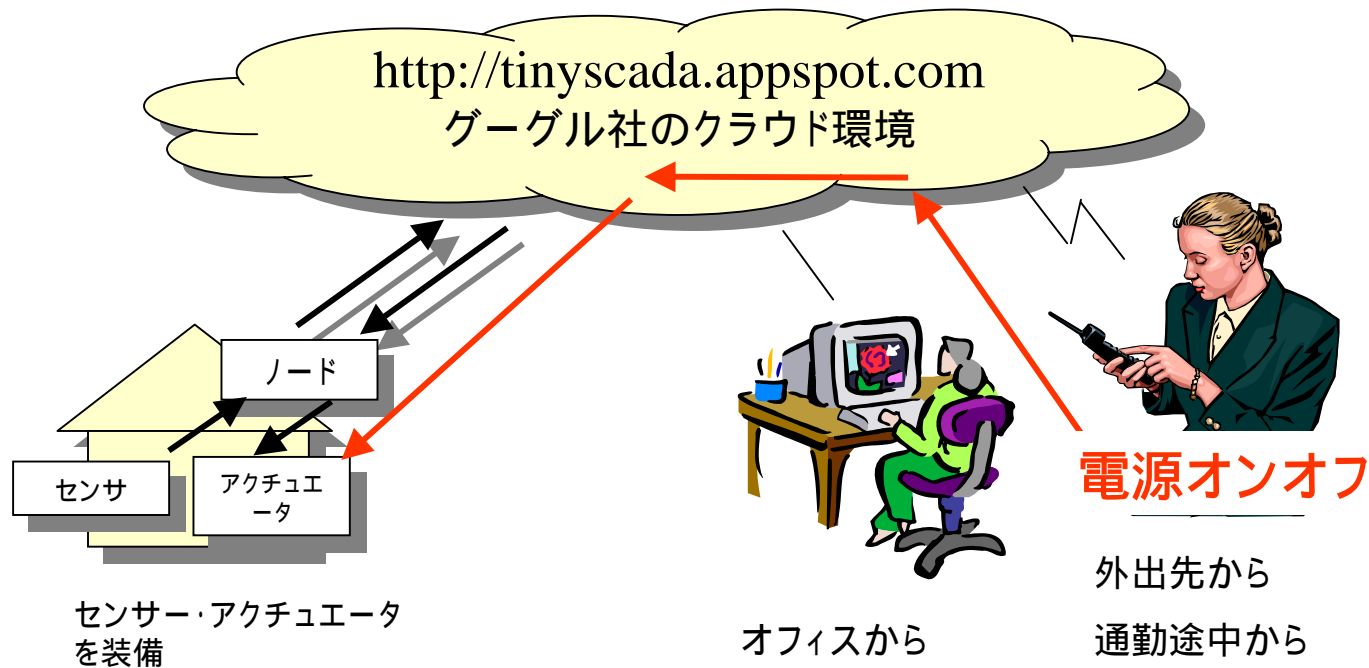 http://tinyscada.appspot.com
グーグル社のクラウド環境
ノード
センサ
アクチュエ
ータ
電源オンオフ
センサー・アクチュエータ
を装備
オフィスから
外出先から
通勤途中から